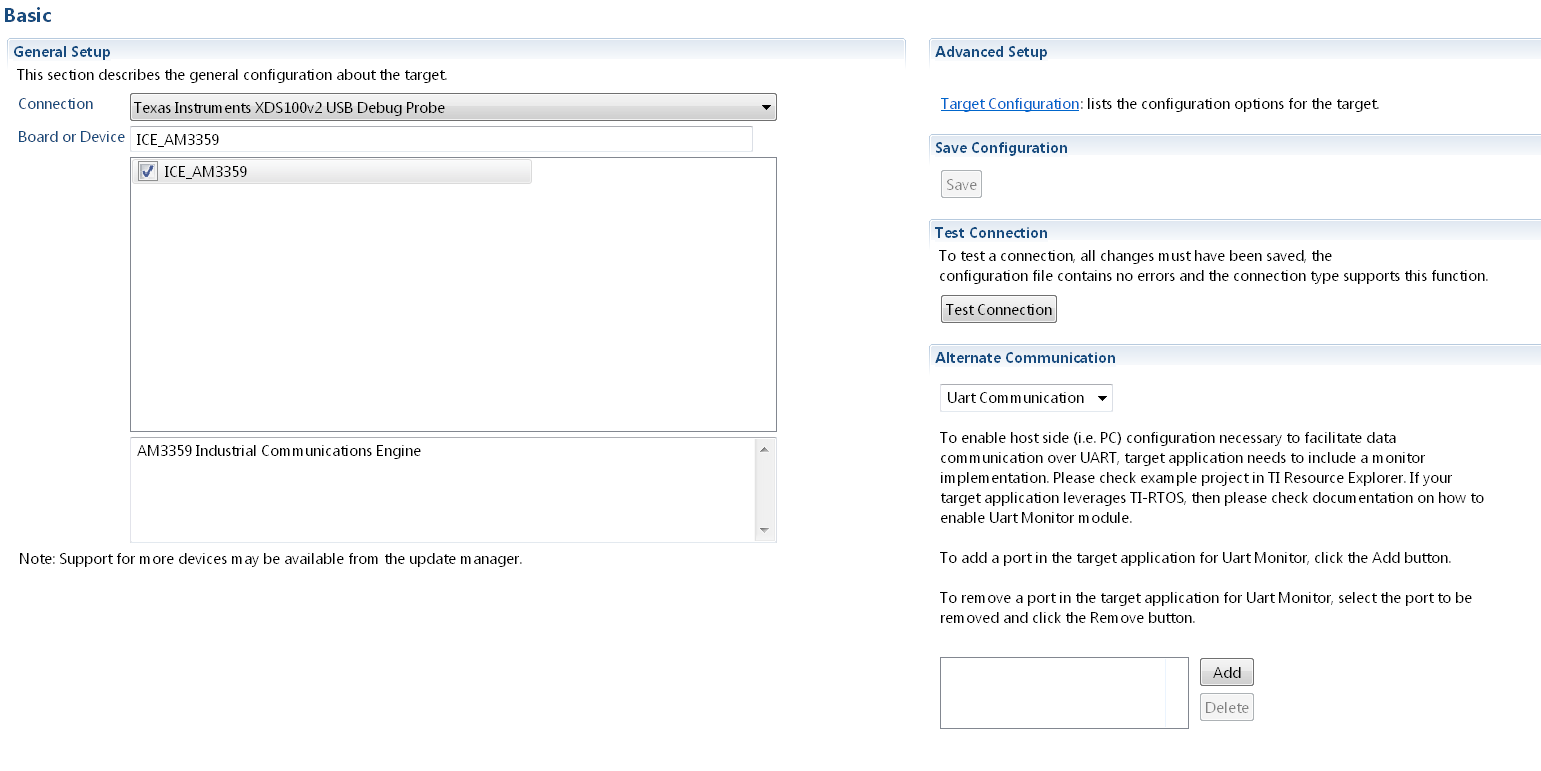 Basic
General Setup
This section describes the general configuration about the target.
Connection
Texas Instruments XDS100v2 USB Debug Probe
Board or Device
ICE_AM3359
ICE_AM3359
AM3359 Industrial Communications Engine
Note: Support for more devices may be available from the update manager.
Advanced Setup
Target Configuration: lists the configuration options for the target.
Save Configuration
Save
Test Connection
To test a connection, all changes must have been saved, the
configuration file contains no errors and the connection type supports this function.
Test Connection
Alternate Communication
Uart Communication
To enable host side (i.e. PC) configuration necessary to facilitate data
communication over UART, target application needs to include a monitor
implementation. Please check example project in TI Resource Explorer. If your
target application leverages TI-RTOS, then please check documentation on how to
enable Uart Monitor module.
To add a port in the target application for Uart Monitor, click the Add button.
To remove a port in the target application for Uart Monitor, select the port to be
removed and click the Remove button.
Add
Delete